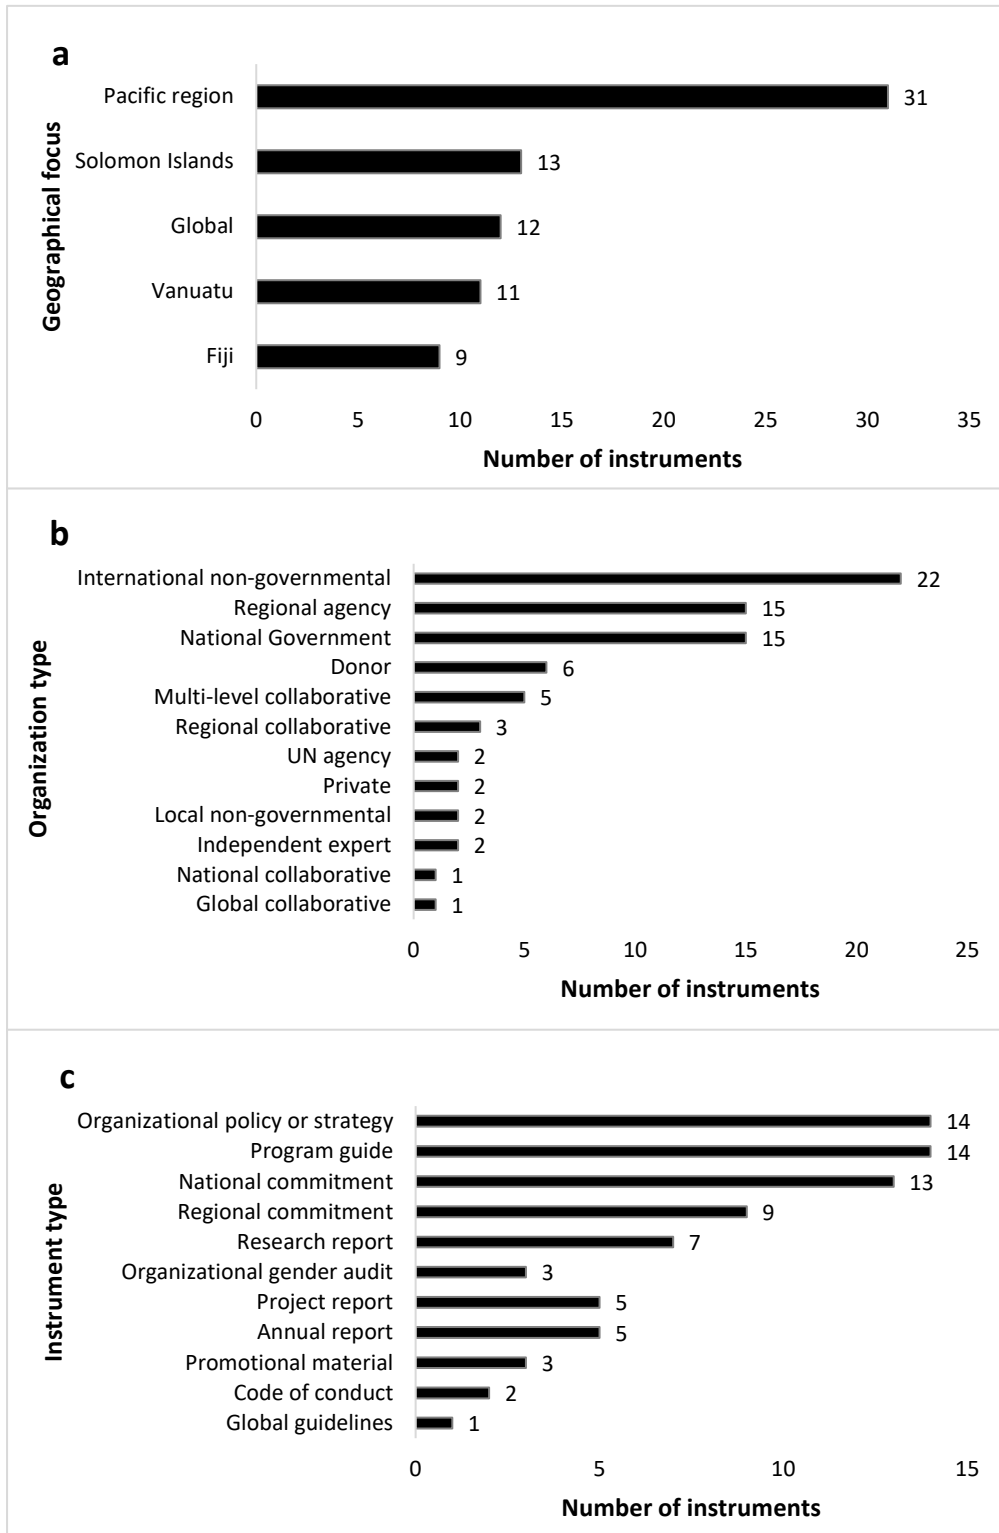 a
Geographical focus
Pacific region 31
Solomon Islands 13
Global 12
Vanuatu 11
Fiji 9
0 5 10 15 20 25 30 35
Number of instruments
b
Organization type
International non-governmental 22
Regional agency 15
National Government 15
Donor 6
Multi-level collaborative 5
Regional collaborative 3
UN agency 2
Private 2
Local non-governmental 2
Independent expert 2
National collaborative 1
Global collaborative 1
0 5 10 15 20 25
Number of instruments
c
Instrument type
Organizational policy or strategy 14
Program guide 14
National commitment 13
Regional commitment 9
Research report 7
Organizational gender audit 3
Project report 5
Annual report 5
Promotional material 3
Code of conduct 2
Global guidelines 1
0 5 10 15
Number of instruments